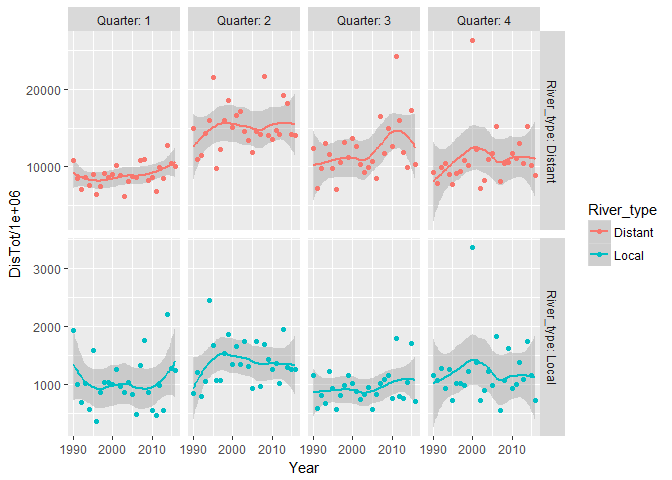 Quarter: 1 Quarter: 2 Quarter: 3 Quarter: 4
20000
10000
River_type: Distant
DisTot/1e+06
River_type
Distant
Local
3000
2000
1000
River_type: Local
1990 2000 2010 1990 2000 2010 1990 2000 2010 1990 2000 2010
Year